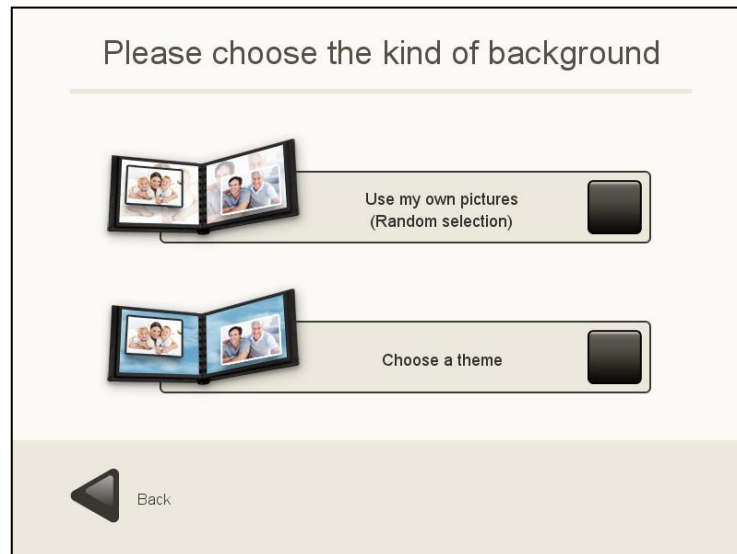 Please choose the kind of background
Use my own pictures
(Random selection)
Choose a theme
Back